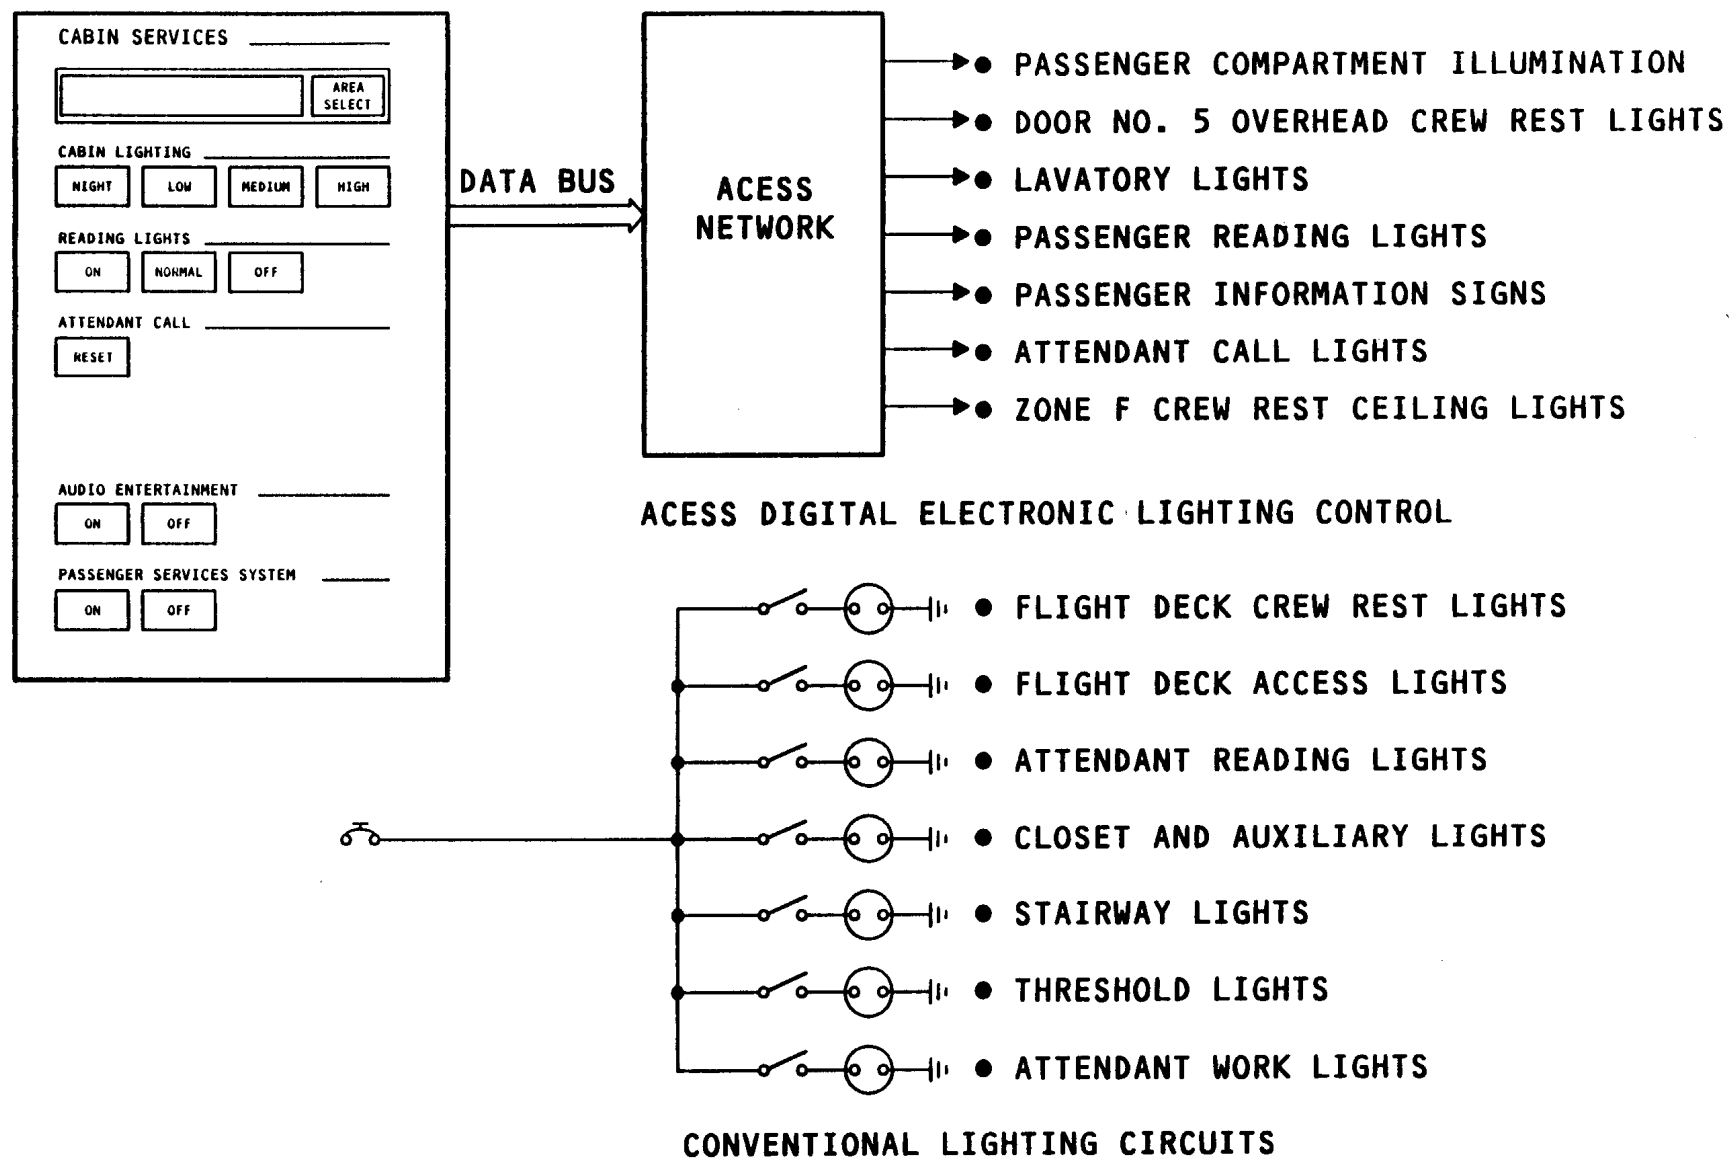 CABIN SERVICES
AREA
SELECT
CABIN LIGHTING
NIGHT LOW MEDIUM HIGH
READING LIGHTS
ON NORMAL OFF
ATTENDANT CALL
RESET
AUDIO ENTERTAINMENT
ON OFF
PASSENGER SERVICES SYSTEM
ON OFF
DATA BUS
ACESS
NETWORK
PASSENGER COMPARTMENT ILLUMINATION
DOOR NO. 5 OVERHEAD CREW REST LIGHTS
LAVATORY LIGHTS
PASSENGER READING LIGHTS
PASSENGER INFORMATION SIGNS
ATTENDANT CALL LIGHTS
ZONE F CREW REST CEILING LIGHTS
ACESS DIGITAL ELECTRONIC LIGHTING CONTROL
FLIGHT DECK CREW REST LIGHTS
FLIGHT DECK ACCESS LIGHTS
ATTENDANT READING LIGHTS
CLOSET AND AUXILIARY LIGHTS
STAIRWAY LIGHTS
THRESHOLD LIGHTS
ATTENDANT WORK LIGHTS
CONVENTIONAL LIGHTING CIRCUITS